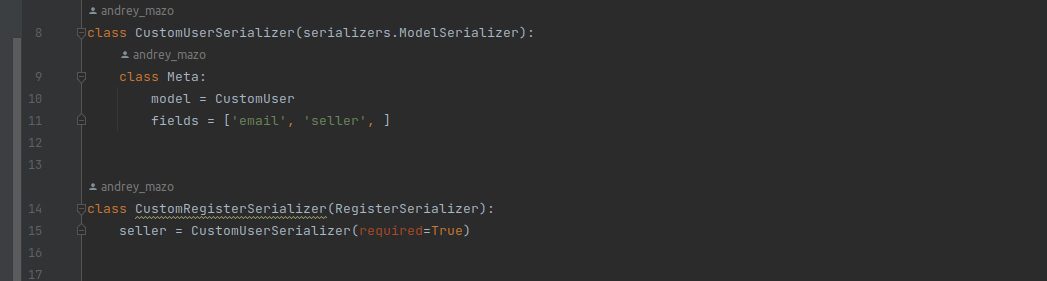 andrey_mazo
8 class CustomUserSerializer(serializers.ModelSerializer):
andrey_mazo
9 class Meta:
10 model = CustomUser
11 fields = ['email', 'seller', ]
12
13
andrey_mazo
14 class CustomRegisterSerializer(RegisterSerializer):
15 seller = CustomUserSerializer(required=True)
16
17